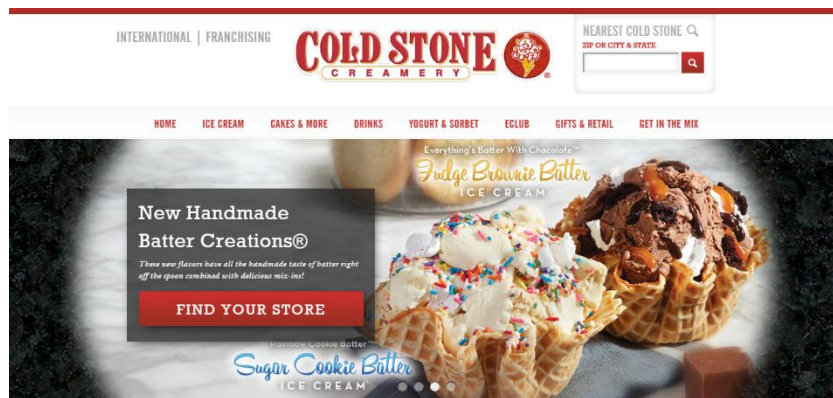 INTERNATIONAL | FRANCHISING
COLD STONE
CREAMERY
®
NEAREST COLD STONE
ZIP OR CITY & STATE
HOME ICE CREAM CAKES & MORE DRINKS YOGURT & SORBET ECLUB GIFTS & RETAIL GET IN THE MIX
Everything's Batter With Chocolate™
Fudge Brownie Batter
ICE CREAM
New Handmade
Batter Creations®
These new flavors have all the handmade taste of batter right
off the spoon combined with delicious mix-ins!
FIND YOUR STORE
Rainbow Cookie Batter™
Sugar Cookie Batter
ICE CREAM